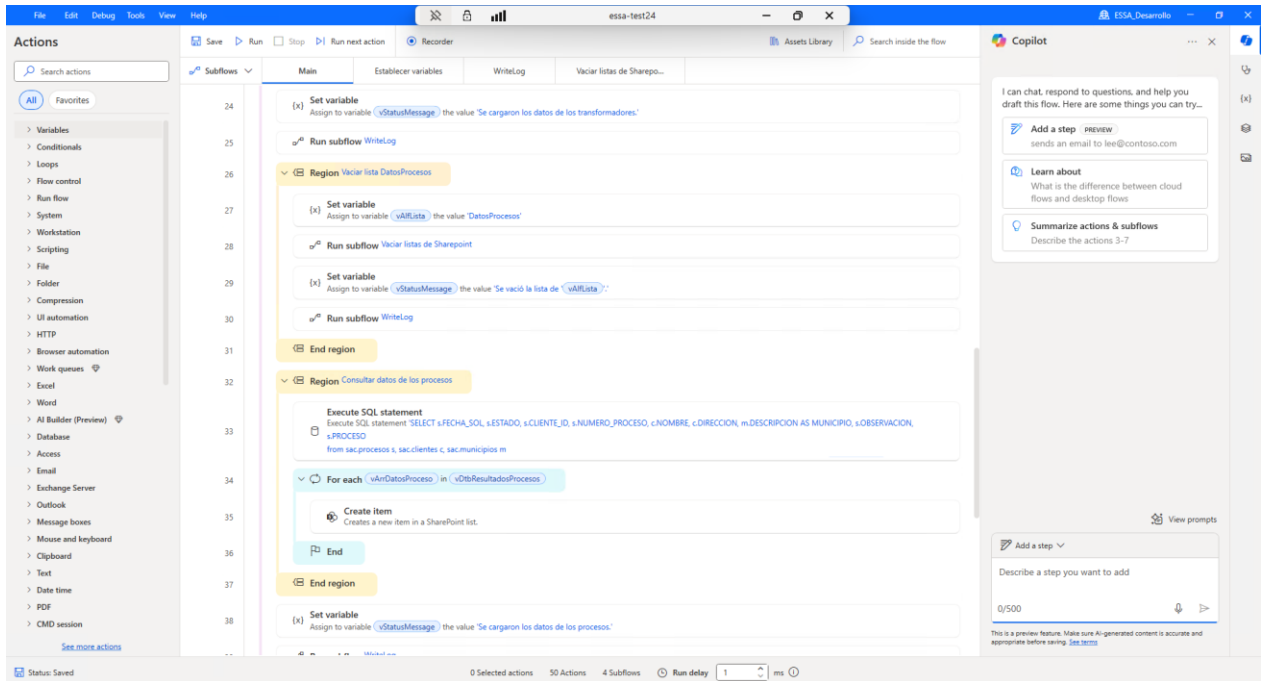 File Edit Debug Tools View Help
essa-test24
ESSA_Desarrollo
Actions
Search actions
All Favorites
Variables
Conditionals
Loops
Flow control
Run flow
System
Workstation
Scripting
File
Folder
Compression
UI automation
HTTP
Browser automation
Work queues
Excel
Word
AI Builder (Preview)
Database
Access
Email
Exchange Server
Outlook
Message boxes
Mouse and keyboard
Clipboard
Text
Date time
PDF
CMD session
See more actions
Save Run Stop Run next action Recorder Assets Library Search inside the flow
Subflows Main Establecer variables WriteLog Vaciar listas de Sharepo...
24 {x} Set variable
Assign to variable vStatusMessage the value 'Se cargaron los datos de los transformadores.'
25 Run subflow WriteLog
26 Region Vaciar lista DatosProcesos
27 {x} Set variable
Assign to variable vAlfLista the value 'DatosProcesos'
28 Run subflow Vaciar listas de Sharepoint
29 {x} Set variable
Assign to variable vStatusMessage the value 'Se vació la lista de ' vAlfLista '.'
30 Run subflow WriteLog
31 End region
32 Region Consultar datos de los procesos
33 Execute SQL statement
Execute SQL statement 'SELECT s.FECHA_SOL, s.ESTADO, s.CLIENTE_ID, s.NUMERO_PROCESO, c.NOMBRE, c.DIRECCION, m.DESCRIPCION AS MUNICIPIO, s.OBSERVACION,
s.PROCESO
from sac.procesos s, sac.clientes c, sac.municipios m
34 For each vArrDatosProceso in vDtbResultadosProcesos
35 Create item
Creates a new item in a SharePoint list.
36 End
37 End region
38 {x} Set variable
Assign to variable vStatusMessage the value 'Se cargaron los datos de los procesos.'
Copilot
I can chat, respond to questions, and help you
draft this flow. Here are some things you can try...
Add a step PREVIEW
sends an email to lee@contoso.com
Learn about
What is the difference between cloud
flows and desktop flows
Summarize actions & subflows
Describe the actions 3-7
View prompts
Add a step
Describe a step you want to add
0/500
This is a preview feature. Make sure AI-generated content is accurate and
appropriate before saving. See terms
Status: Saved 0 Selected actions 50 Actions 4 Subflows Run delay 1 ms